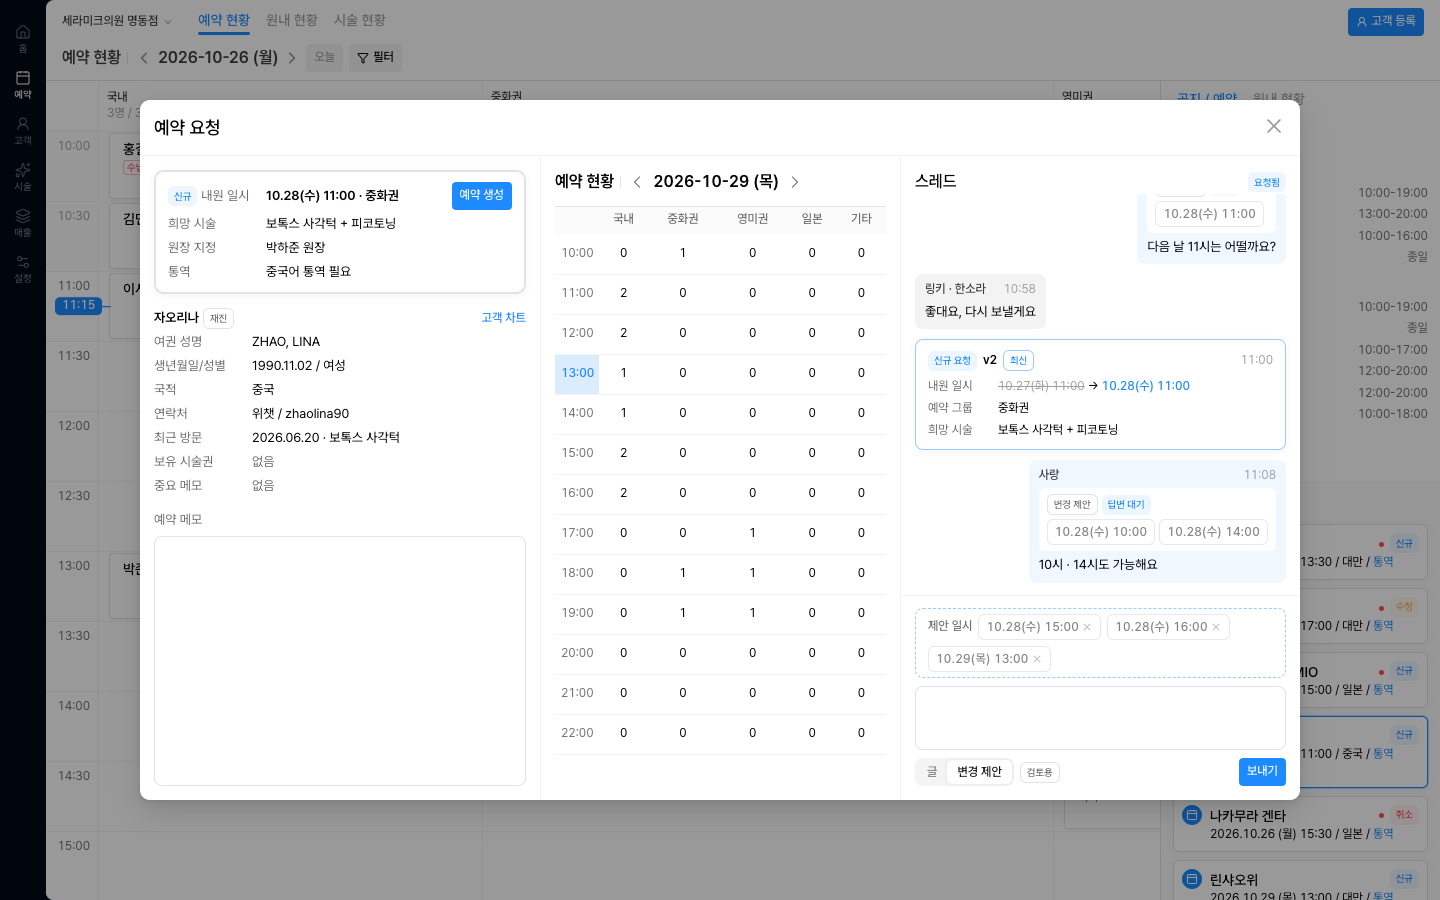 세라미크의원 명동점
예약 현황
원내 현황
시술 현황
고객 등록
예약 현황
2026-10-26 (월)
오늘
필터
홈
예약
고객
시술
매출
설정
국내
3명 /
중화권
영미권
공지 / 예약
원내 현황
10:00
10:30
11:00
11:15
11:30
12:00
12:30
13:00
13:30
14:00
14:30
15:00
예약 요청
신규
내원 일시
10.28(수) 11:00 · 중화권
예약 생성
희망 시술
보톡스 사각턱 + 피코토닝
원장 지정
박하준 원장
통역
중국어 통역 필요
자오리나
재진
고객 차트
여권 성명
ZHAO, LINA
생년월일/성별
1990.11.02 / 여성
국적
중국
연락처
위챗 / zhaolina90
최근 방문
2026.06.20 · 보톡스 사각턱
보유 시술권
없음
중요 메모
없음
예약 메모
예약 현황
2026-10-29 (목)
국내 중화권 영미권 일본 기타
10:00 0 1 0 0 0
11:00 2 0 0 0 0
12:00 2 0 0 0 0
13:00 1 0 0 0 0
14:00 1 0 0 0 0
15:00 2 0 0 0 0
16:00 2 0 0 0 0
17:00 0 0 1 0 0
18:00 0 1 1 0 0
19:00 0 1 1 0 0
20:00 0 0 0 0 0
21:00 0 0 0 0 0
22:00 0 0 0 0 0
스레드
요청됨
10.28(수) 11:00
다음 날 11시는 어떨까요?
링키 · 한소라 10:58
좋대요, 다시 보낼게요
신규 요청 v2 최신 11:00
내원 일시 10.27(화) 11:00 → 10.28(수) 11:00
예약 그룹 중화권
희망 시술 보톡스 사각턱 + 피코토닝
사랑 11:08
변경 제안 답변 대기
10.28(수) 10:00 10.28(수) 14:00
10시 · 14시도 가능해요
제안 일시 10.28(수) 15:00 × 10.28(수) 16:00 ×
10.29(목) 13:00 ×
글 변경 제안 검토용
보내기
10:00-19:00
13:00-20:00
10:00-16:00
종일
10:00-19:00
종일
10:00-17:00
12:00-20:00
12:00-20:00
10:00-18:00
신규
13:30 / 대만 / 통역
수정
17:00 / 대만 / 통역
MIO 신규
15:00 / 일본 / 통역
신규
11:00 / 중국 / 통역
나카무라 겐타 취소
2026.10.26 (월) 15:30 / 일본 / 통역
린샤오위 신규
2026.10.29 (목) 13:00 / 대만 / 통역